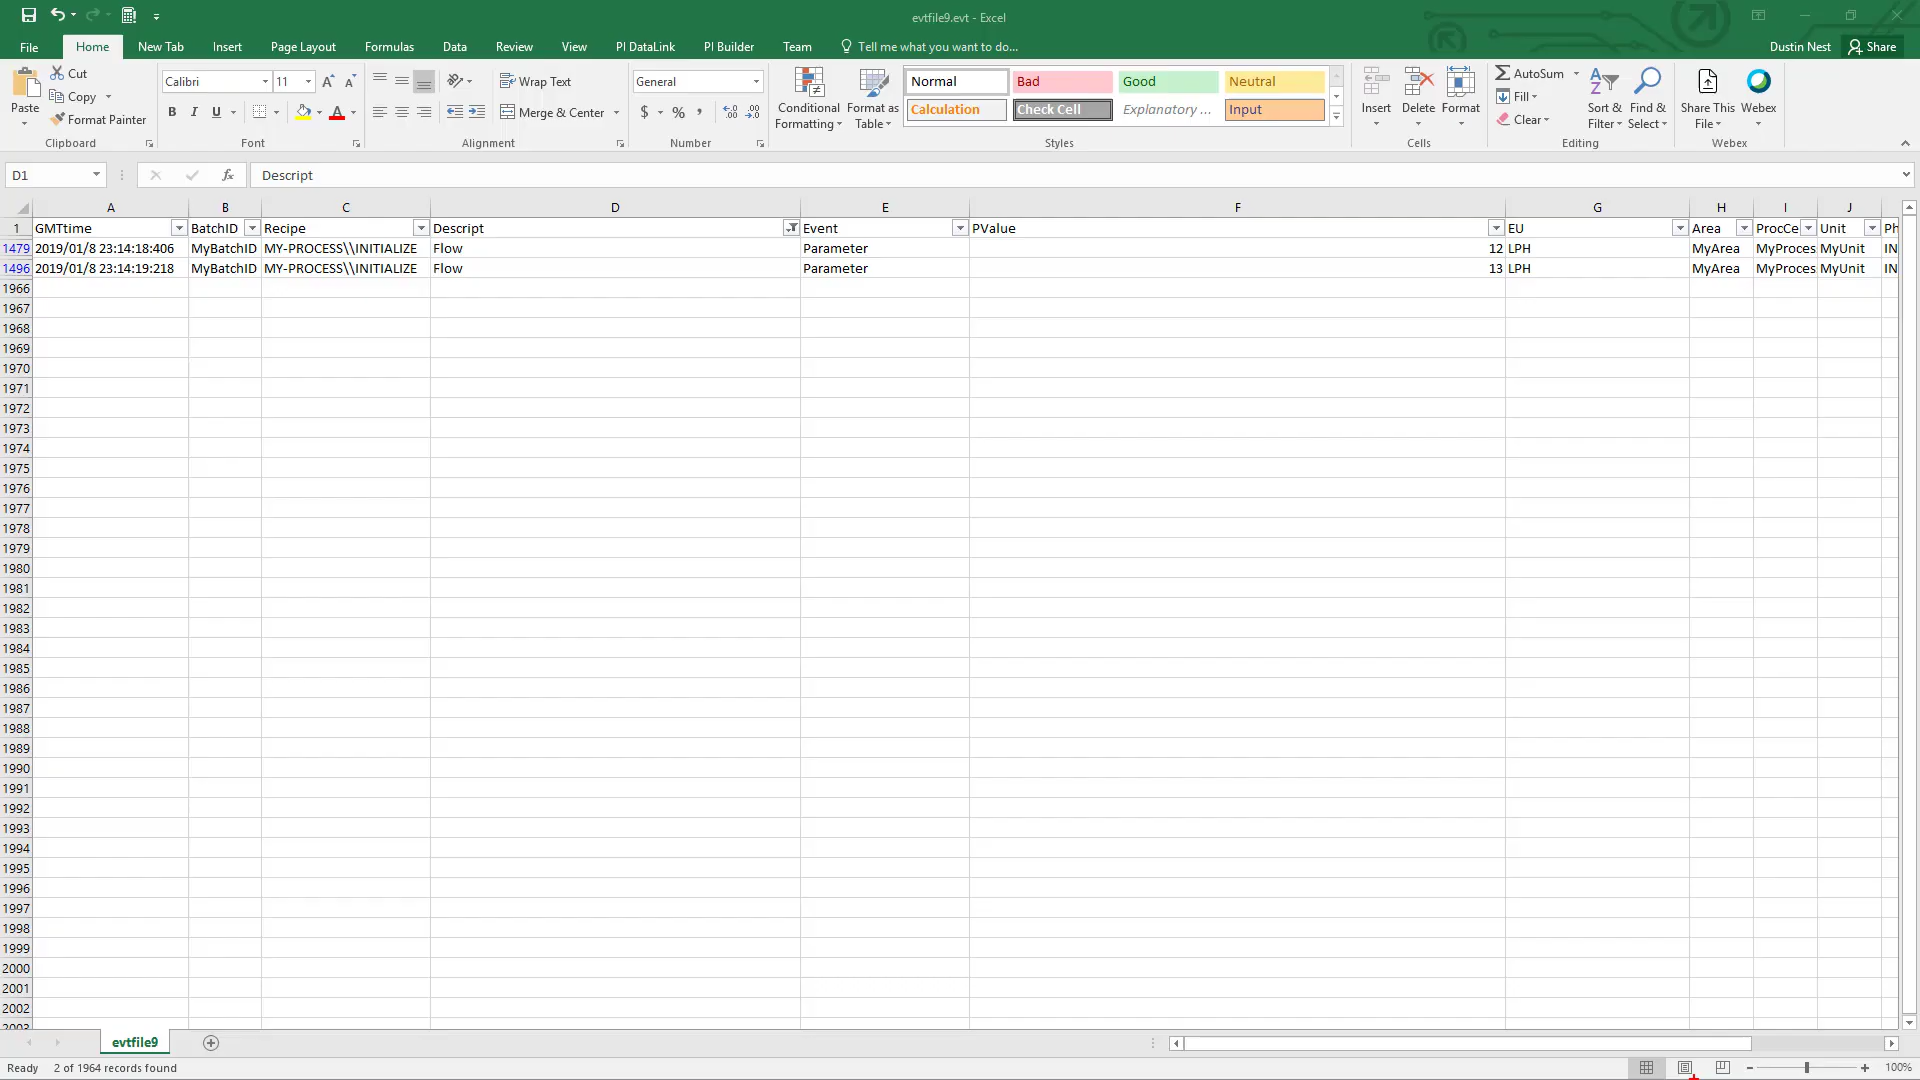 evtfile9.evt - Excel
File Home New Tab Insert Page Layout Formulas Data Review View PI DataLink PI Builder Team Tell me what you want to do... Dustin Nest Share
Paste Cut Copy Format Painter Clipboard
Calibri 11 B I U A Font
Wrap Text Merge & Center Alignment
General $ % , Number
Conditional Formatting Format as Table
Normal Bad Good Neutral
Calculation Check Cell Explanatory ... Input
Styles
Insert Delete Format Cells
AutoSum Fill Clear Sort & Filter Find & Select Editing
Share This File Webex Webex
D1 fx Descript
A B C D E F G H I J
1 GMTtime BatchID Recipe Descript Event PValue EU Area ProcCe Unit Ph
1479 2019/01/8 23:14:18:406 MyBatchID MY-PROCESS\\INITIALIZE Flow Parameter 12 LPH MyArea MyProces MyUnit IN
1496 2019/01/8 23:14:19:218 MyBatchID MY-PROCESS\\INITIALIZE Flow Parameter 13 LPH MyArea MyProces MyUnit IN
1966
1967
1968
1969
1970
1971
1972
1973
1974
1975
1976
1977
1978
1979
1980
1981
1982
1983
1984
1985
1986
1987
1988
1989
1990
1991
1992
1993
1994
1995
1996
1997
1998
1999
2000
2001
2002
2003
evtfile9
Ready 2 of 1964 records found 100%